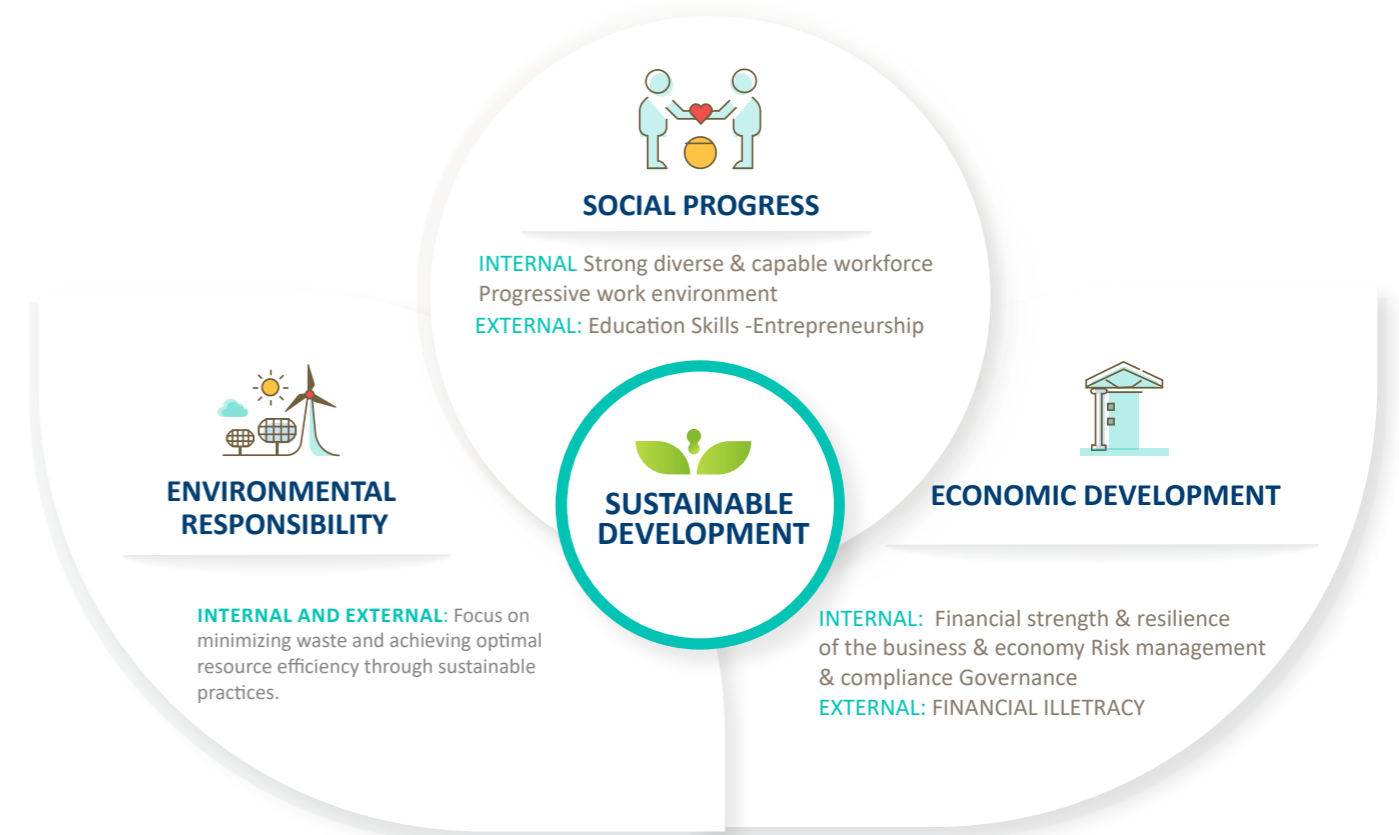 SOCIAL PROGRESS
INTERNAL Strong diverse & capable workforce
Progressive work environment
EXTERNAL: Education Skills -Entrepreneurship
ENVIRONMENTAL
RESPONSIBILITY
INTERNAL AND EXTERNAL: Focus on
minimizing waste and achieving optimal
resource efficiency through sustainable
practices.
SUSTAINABLE
DEVELOPMENT
ECONOMIC DEVELOPMENT
INTERNAL: Financial strength & resilience
of the business & economy Risk management
& compliance Governance
EXTERNAL: FINANCIAL ILLETRACY